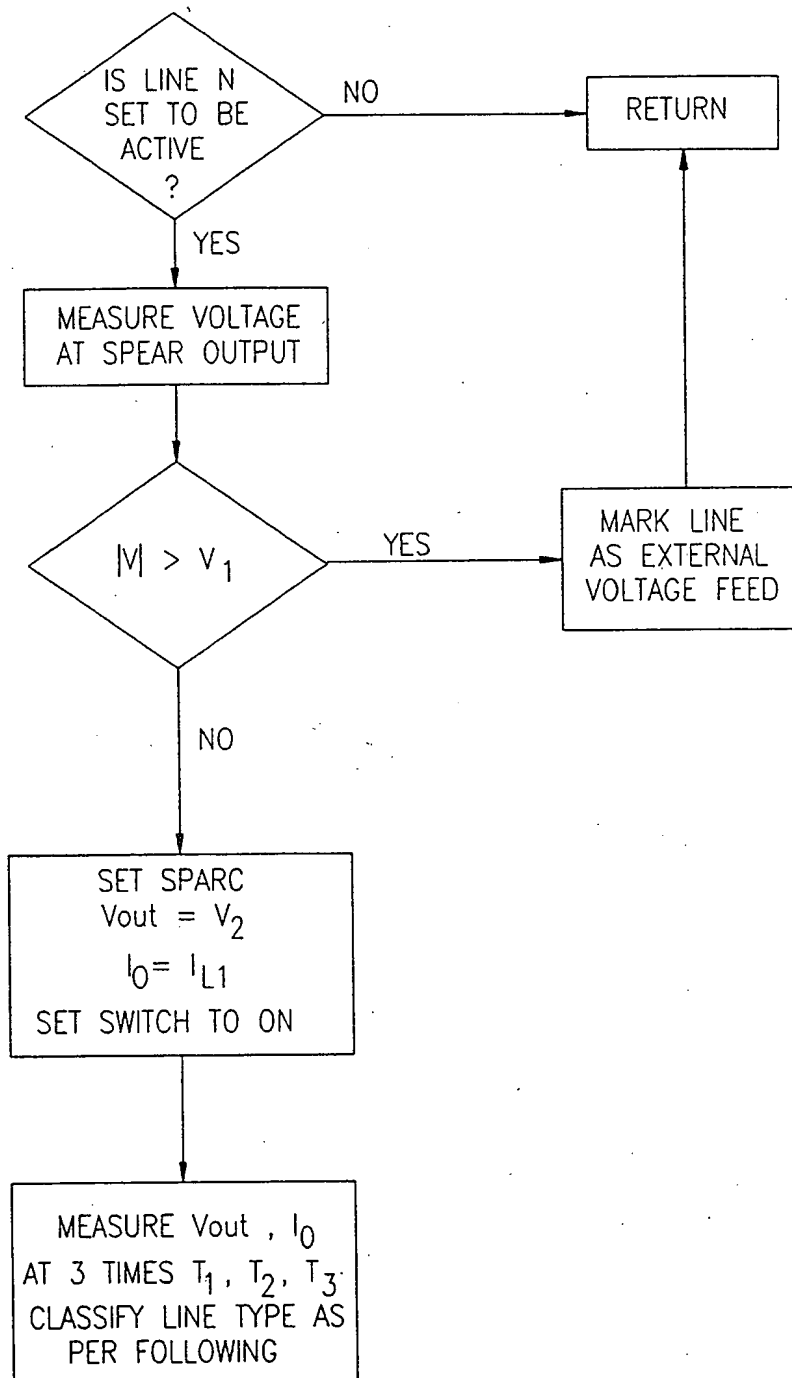 IS LINE N
SET TO BE
ACTIVE
?
NO
RETURN
YES
MEASURE VOLTAGE
AT SPEAR OUTPUT
|V| > V1
YES
MARK LINE
AS EXTERNAL
VOLTAGE FEED
NO
SET SPARC
Vout = V2
I0= IL1
SET SWITCH TO ON
MEASURE Vout , I0
AT 3 TIMES T1 , T2, T3
CLASSIFY LINE TYPE AS
PER FOLLOWING